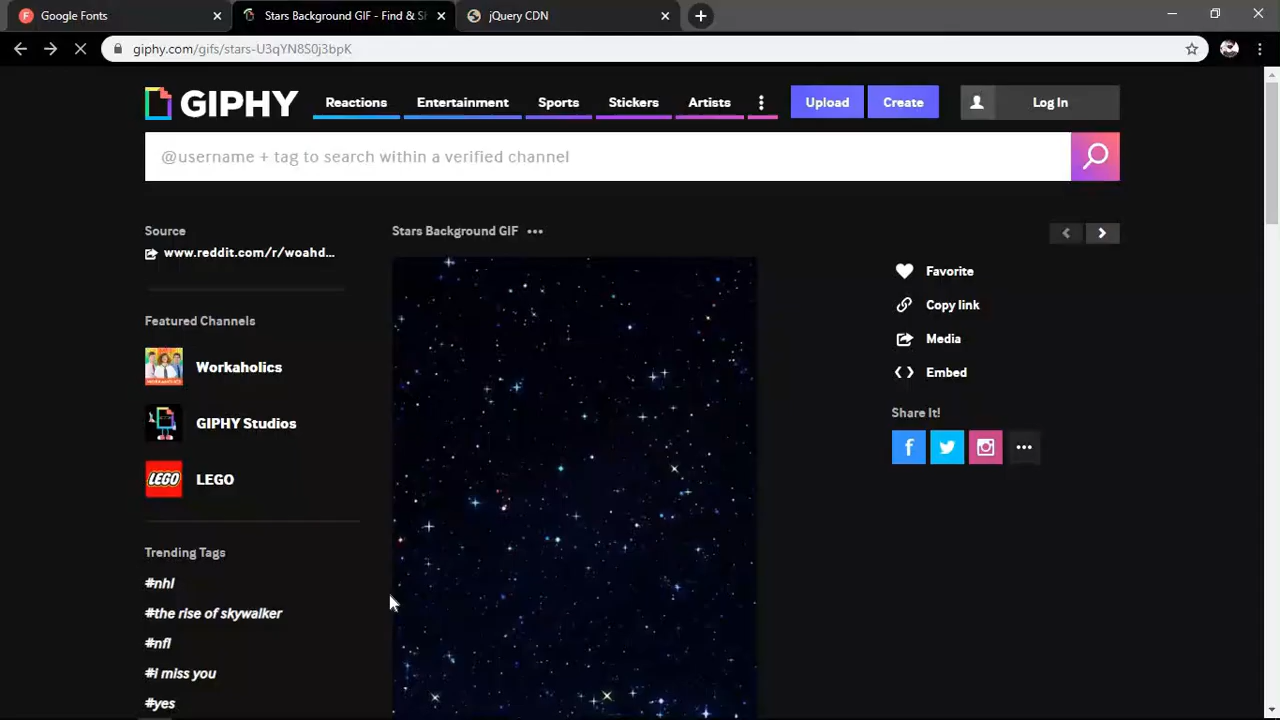 Google Fonts
Stars Background GIF - Find & Sh
jQuery CDN
giphy.com/gifs/stars-U3qYN8S0j3bpK
GIPHY
Reactions
Entertainment
Sports
Stickers
Artists
Upload
Create
Log In
@username + tag to search within a verified channel
Source
www.reddit.com/r/woahd...
Stars Background GIF
Favorite
Copy link
Media
Embed
Share It!
Featured Channels
Workaholics
GIPHY Studios
LEGO
LEGO
Trending Tags
#nhl
#the rise of skywalker
#nfl
#i miss you
#yes